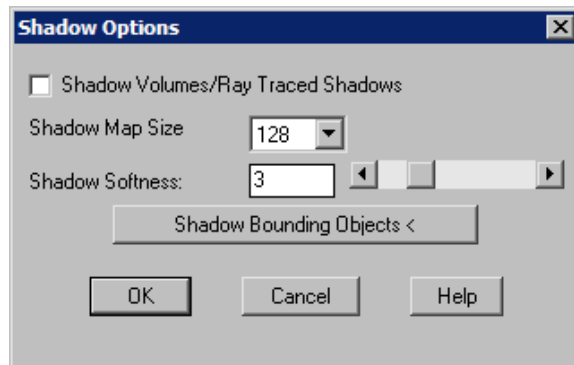 Shadow Options
Shadow Volumes/Ray Traced Shadows
Shadow Map Size 128
Shadow Softness: 3
Shadow Bounding Objects <
OK Cancel Help